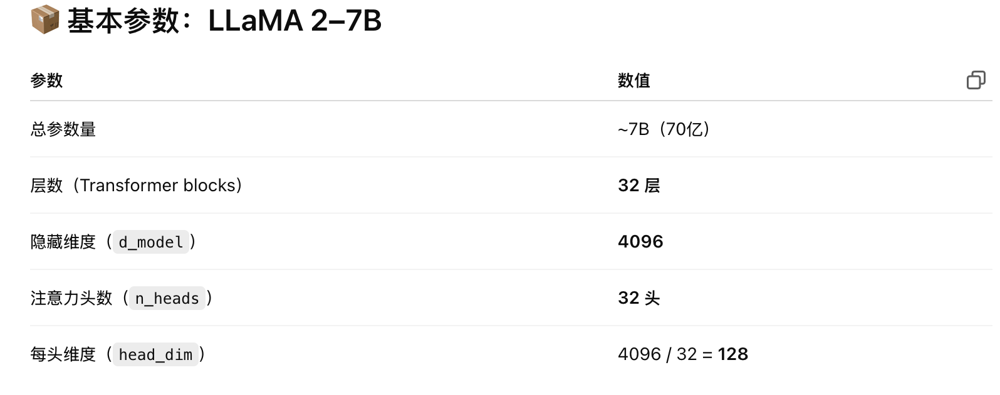 📦 基本参数：LLaMA 2–7B
参数 数值
总参数量 ~7B（70亿）
层数（Transformer blocks） 32 层
隐藏维度（d_model） 4096
注意力头数（n_heads） 32 头
每头维度（head_dim） 4096 / 32 = 128